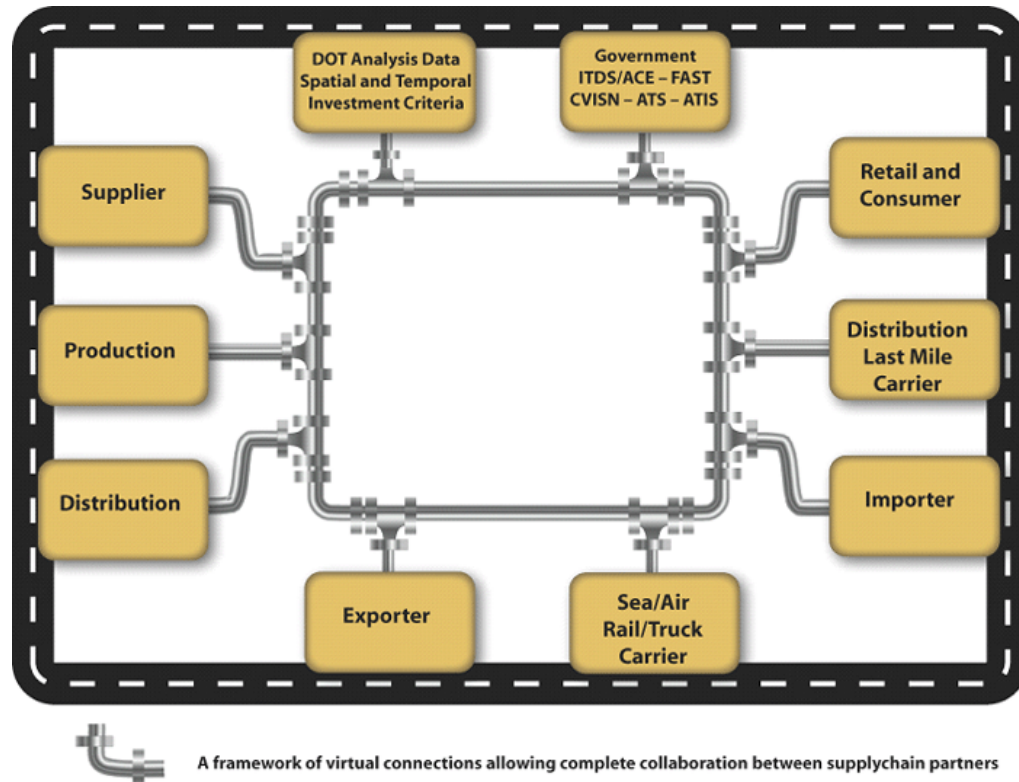 DOT Analysis Data
Spatial and Temporal
Investment Criteria
Government
ITDS/ACE – FAST
CVISN – ATS – ATIS
Supplier
Retail and
Consumer
Production
Distribution
Last Mile
Carrier
Distribution
Importer
Exporter
Sea/Air
Rail/Truck
Carrier
A framework of virtual connections allowing complete collaboration between supplychain partners